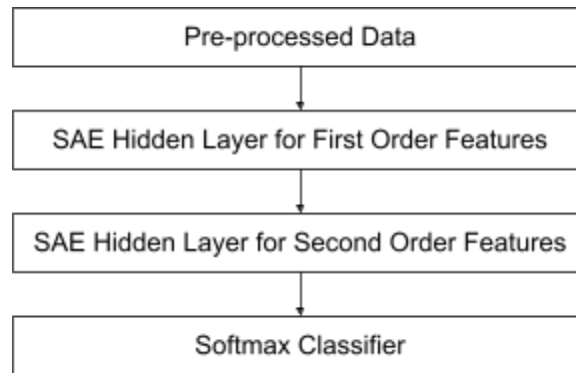 Pre-processed Data
SAE Hidden Layer for First Order Features
SAE Hidden Layer for Second Order Features
Softmax Classifier